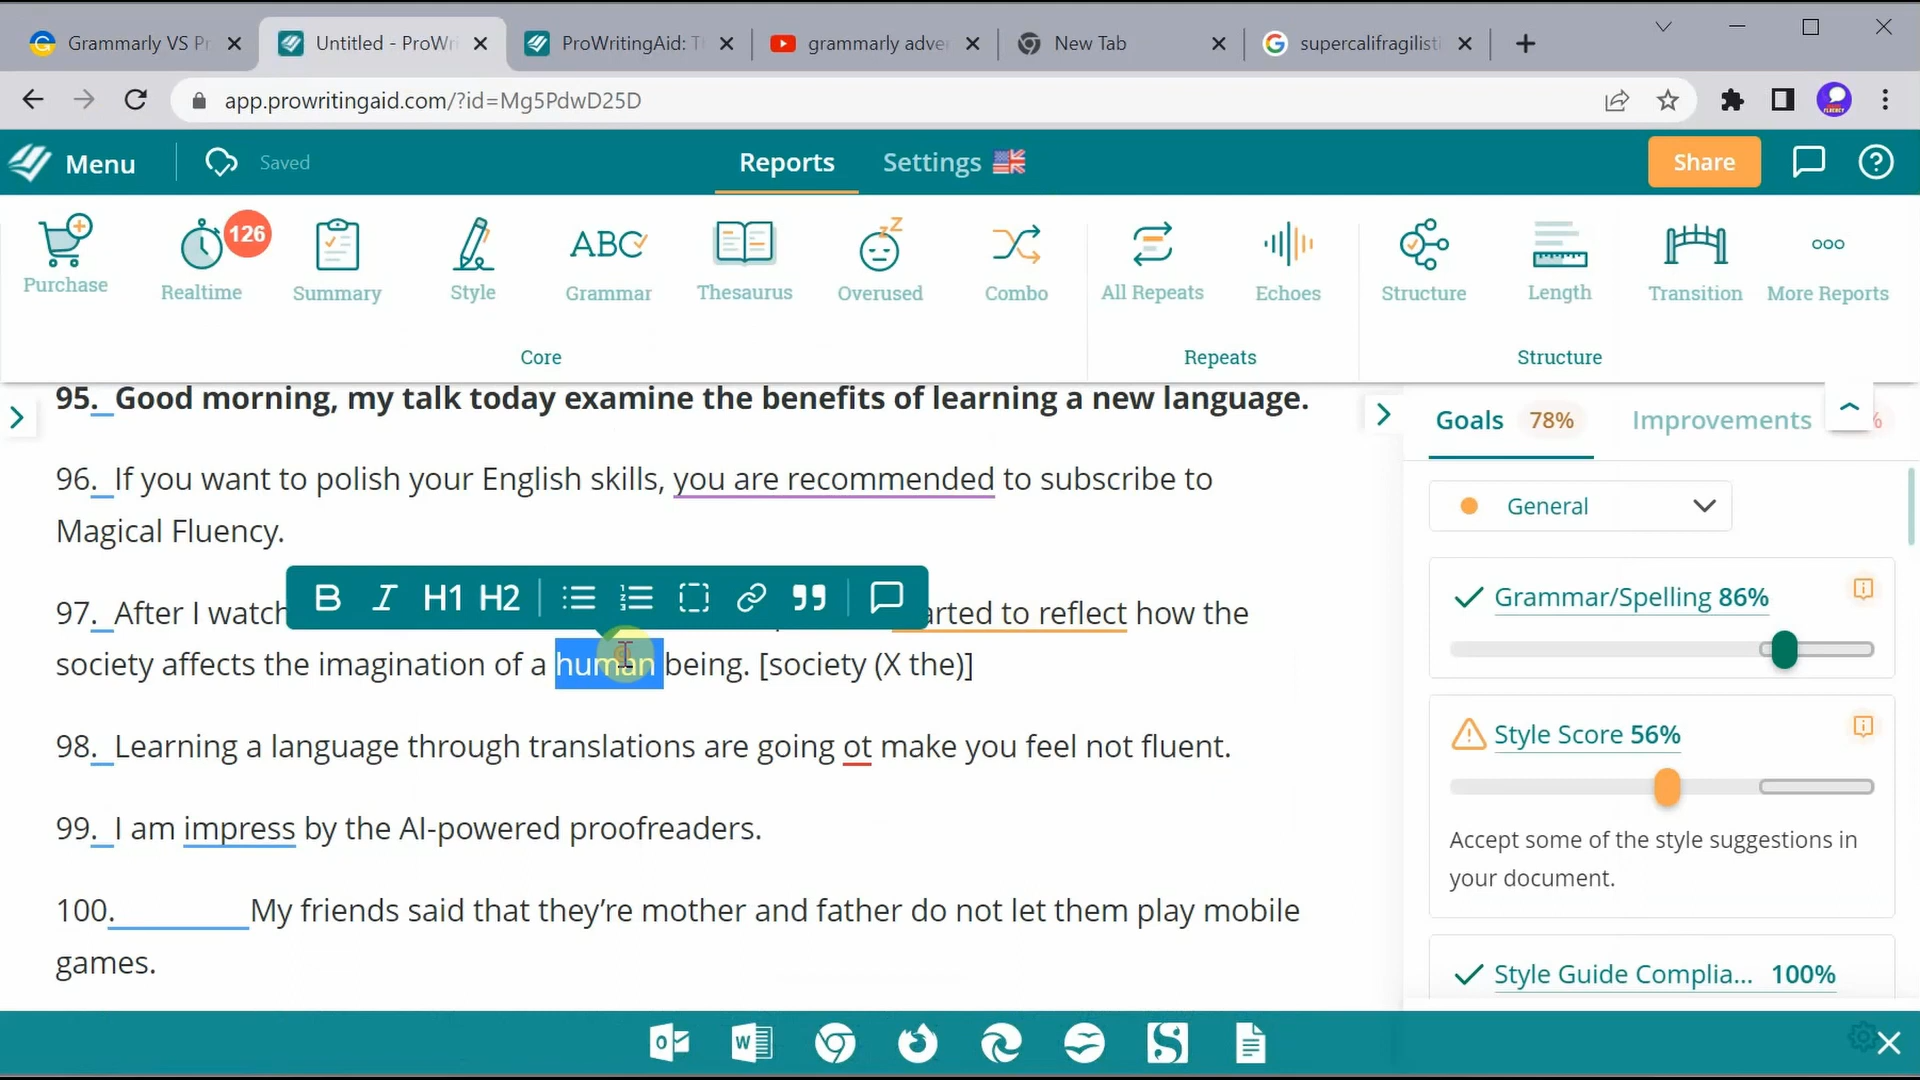 Grammarly VS Pr
Untitled - ProWri
ProWritingAid: T
grammarly adve
New Tab
supercalifragilisti
app.prowritingaid.com/?id=Mg5PdwD25D
Menu
Saved
Reports
Settings
Share
Purchase
126
Realtime
Summary
Style
ABC
Grammar
Thesaurus
Overused
Combo
All Repeats
Echoes
Structure
Length
Transition
More Reports
Core
Repeats
Structure
95. Good morning, my talk today examine the benefits of learning a new language.
96. If you want to polish your English skills, you are recommended to subscribe to
Magical Fluency.
B I H1 H2
97. After I watch arted to reflect how the
society affects the imagination of a human being. [society (X the)]
98. Learning a language through translations are going ot make you feel not fluent.
99. I am impress by the AI-powered proofreaders.
100. My friends said that they’re mother and father do not let them play mobile
games.
Goals 78%
Improvements %
General
Grammar/Spelling 86%
Style Score 56%
Accept some of the style suggestions in
your document.
Style Guide Complia... 100%